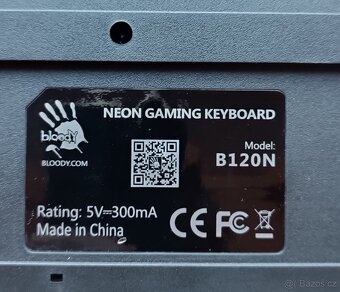 NEON GAMING KEYBOARD
bloody
BLOODY.COM
Model:
B120N
Rating: 5V⎓300mA
Made in China
CE FC
Bazos.cz